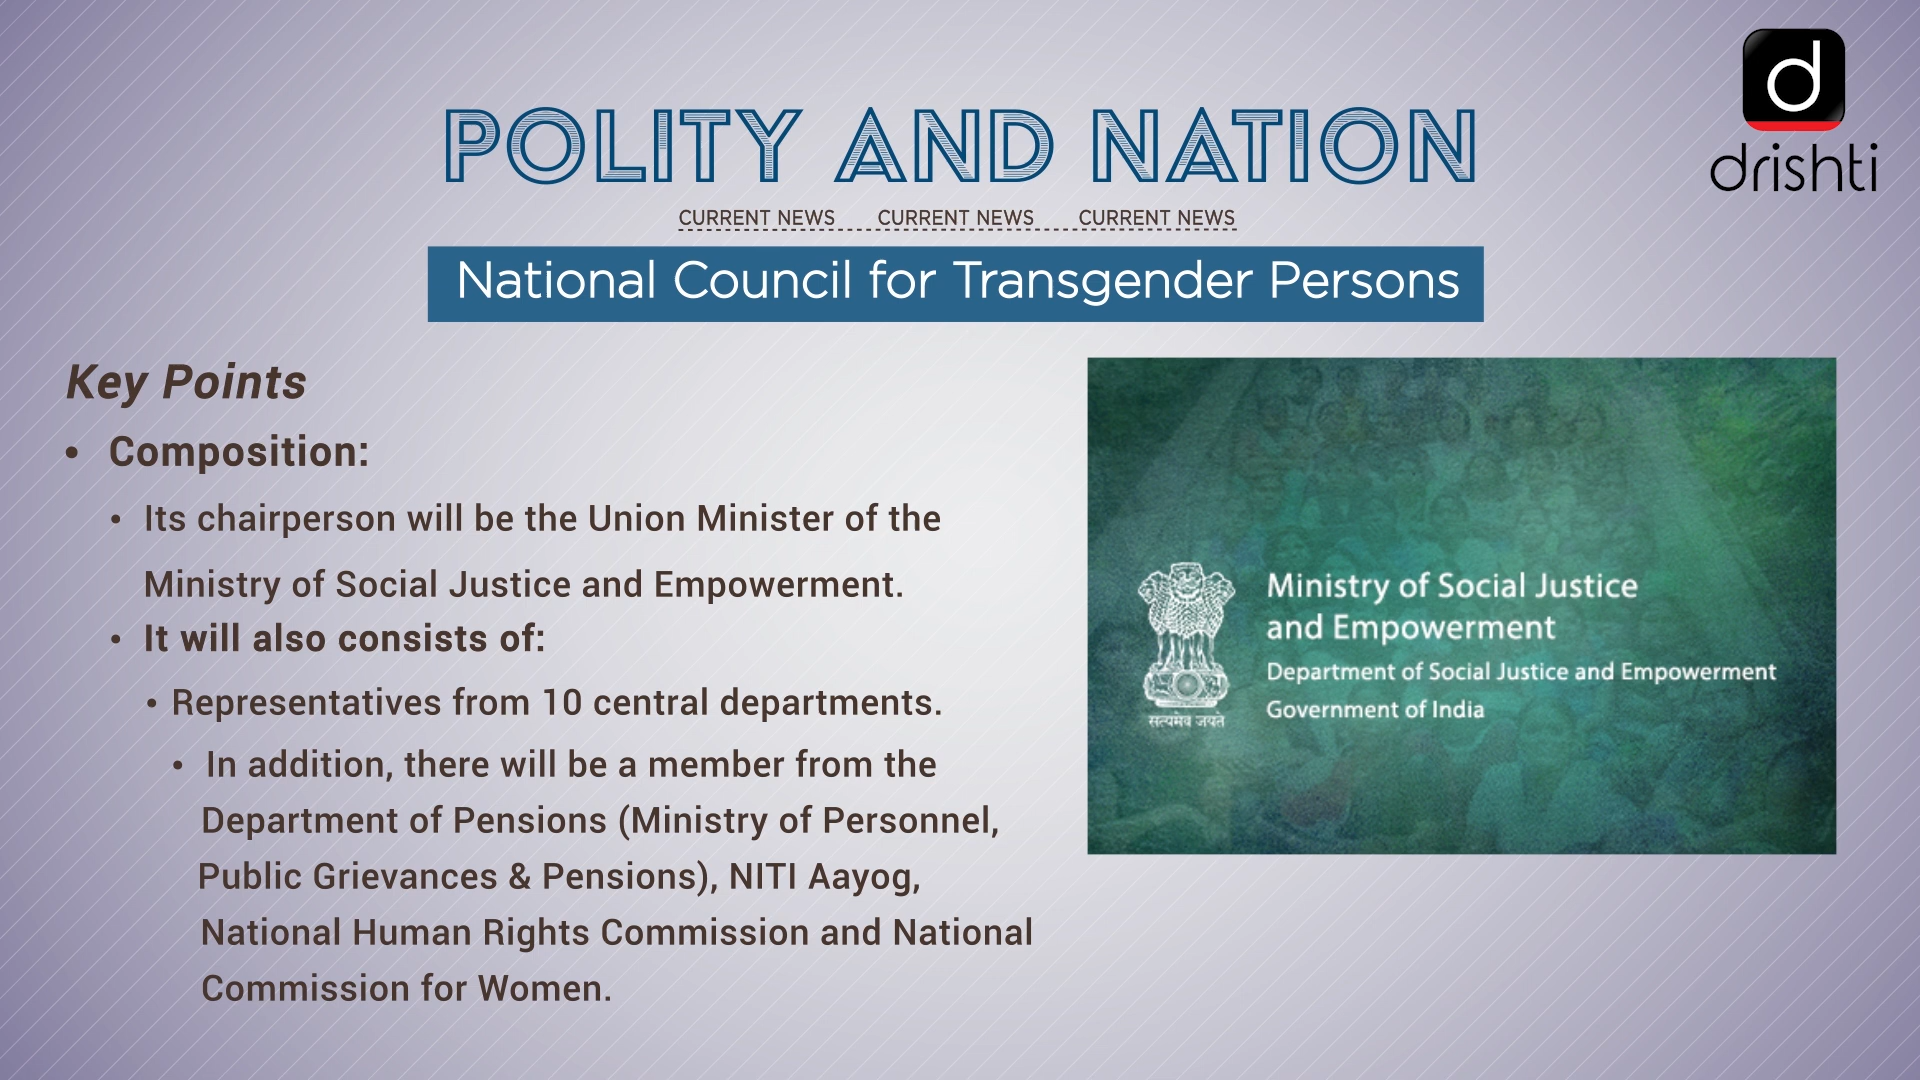 drishti
POLITY AND NATION
CURRENT NEWS CURRENT NEWS CURRENT NEWS
National Council for Transgender Persons
Key Points
• Composition:
• Its chairperson will be the Union Minister of the
Ministry of Social Justice and Empowerment.
• It will also consists of:
• Representatives from 10 central departments.
• In addition, there will be a member from the
Department of Pensions (Ministry of Personnel,
Public Grievances & Pensions), NITI Aayog,
National Human Rights Commission and National
Commission for Women.
Ministry of Social Justice
and Empowerment
Department of Social Justice and Empowerment
Government of India
सत्यमेव जयते